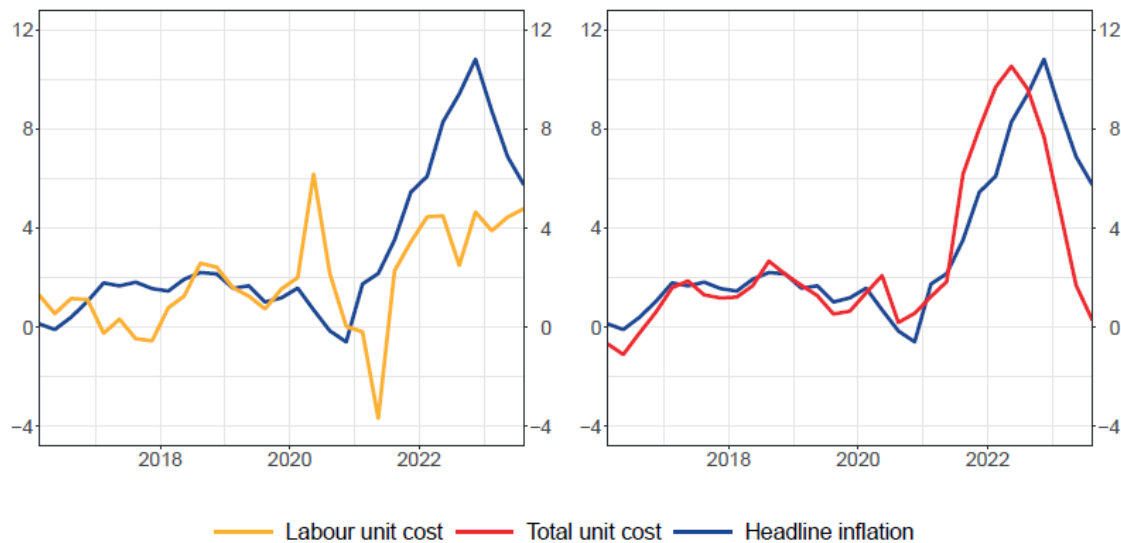 12 12 12 12
8 8 8 8
4 4 4 4
0 0 0 0
−4 −4 −4 −4
2018 2020 2022 2018 2020 2022
Labour unit cost Total unit cost Headline inflation